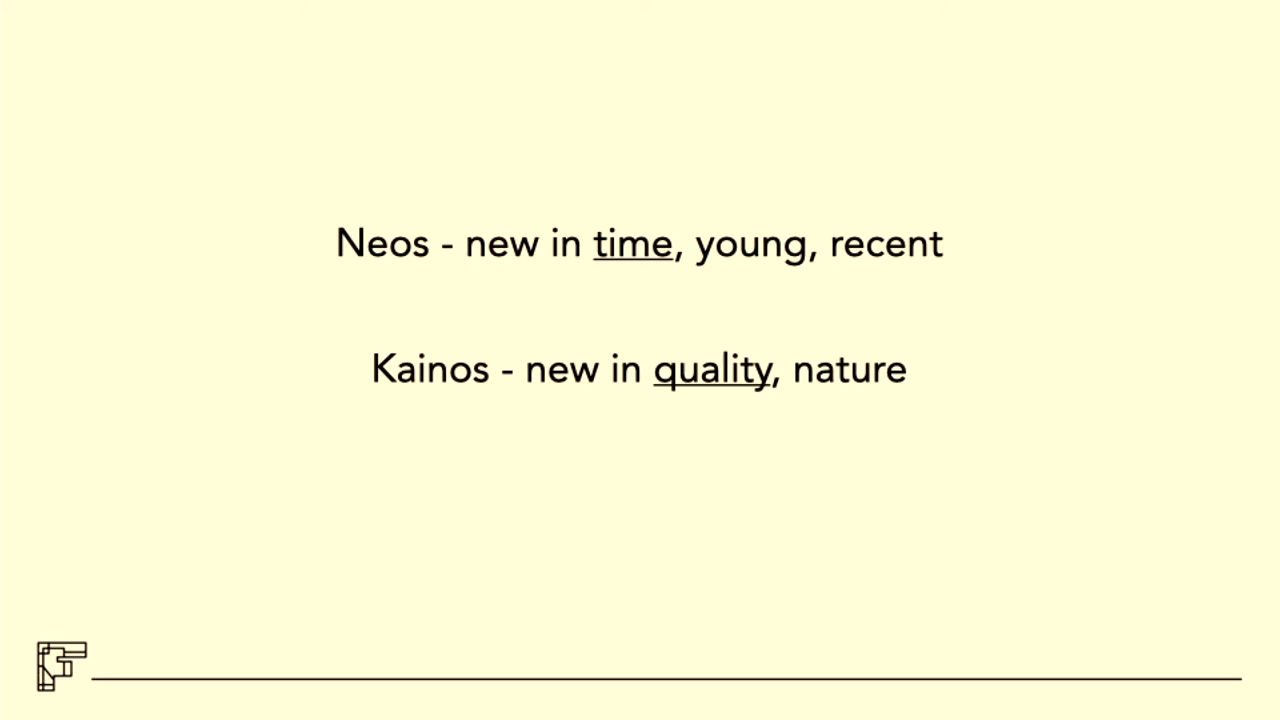 Neos - new in time, young, recent
Kainos - new in quality, nature